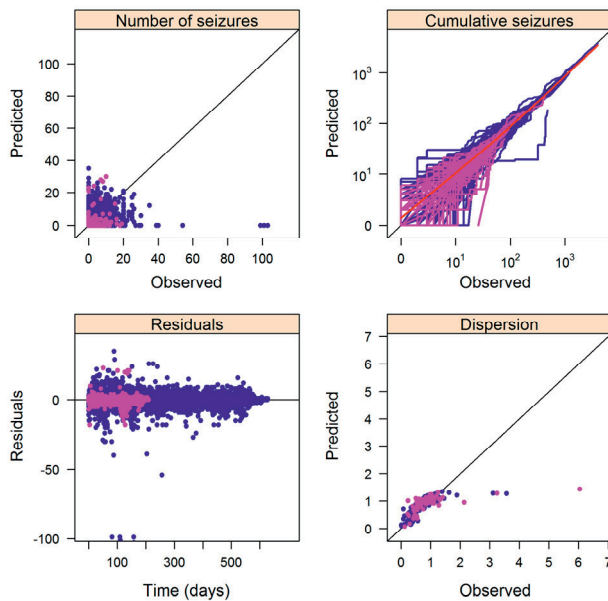 Number of seizures
Predicted
100
80
60
40
20
0
0 20 40 60 80 100
Observed
Cumulative seizures
Predicted
10³
10²
10¹
0
0 10¹ 10² 10³
Observed
Residuals
Residuals
0
-50
-100
0 100 300 500
Time (days)
Dispersion
Predicted
7
6
5
4
3
2
1
0
0 1 2 3 4 5 6 7
Observed